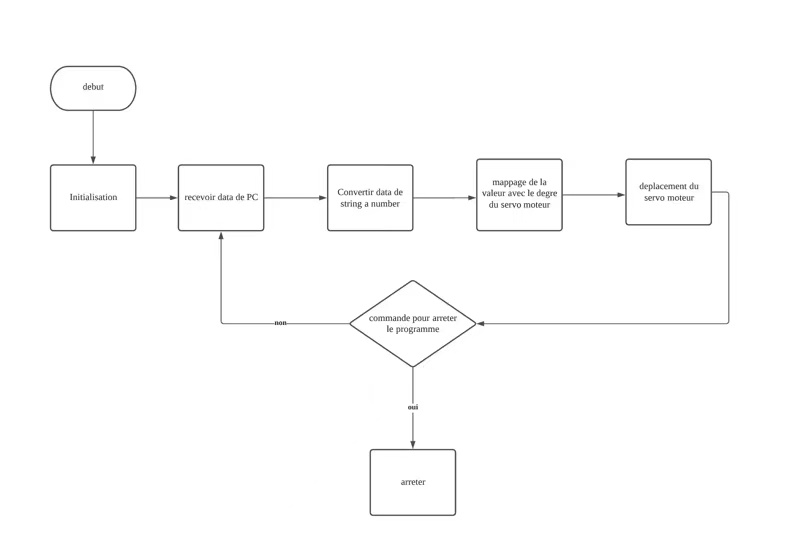 debut
Initialisation
recevoir data de PC
Convertir data de
string a number
mappage de la
valeur avec le degre
du servo moteur
deplacement du
servo moteur
commande pour arreter
le programme
non
oui
arreter